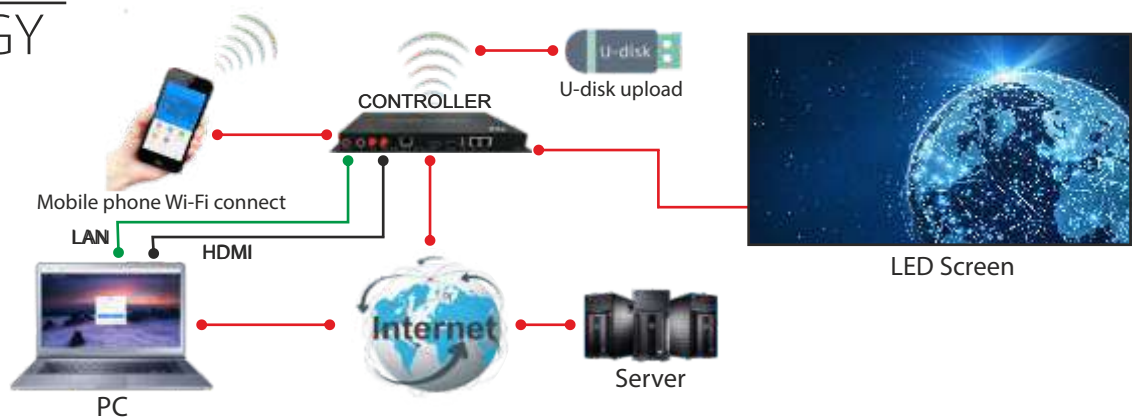 GY
U-disk
U-disk upload
CONTROLLER
Mobile phone Wi-Fi connect
LAN
HDMI
LED Screen
Internet
Server
PC